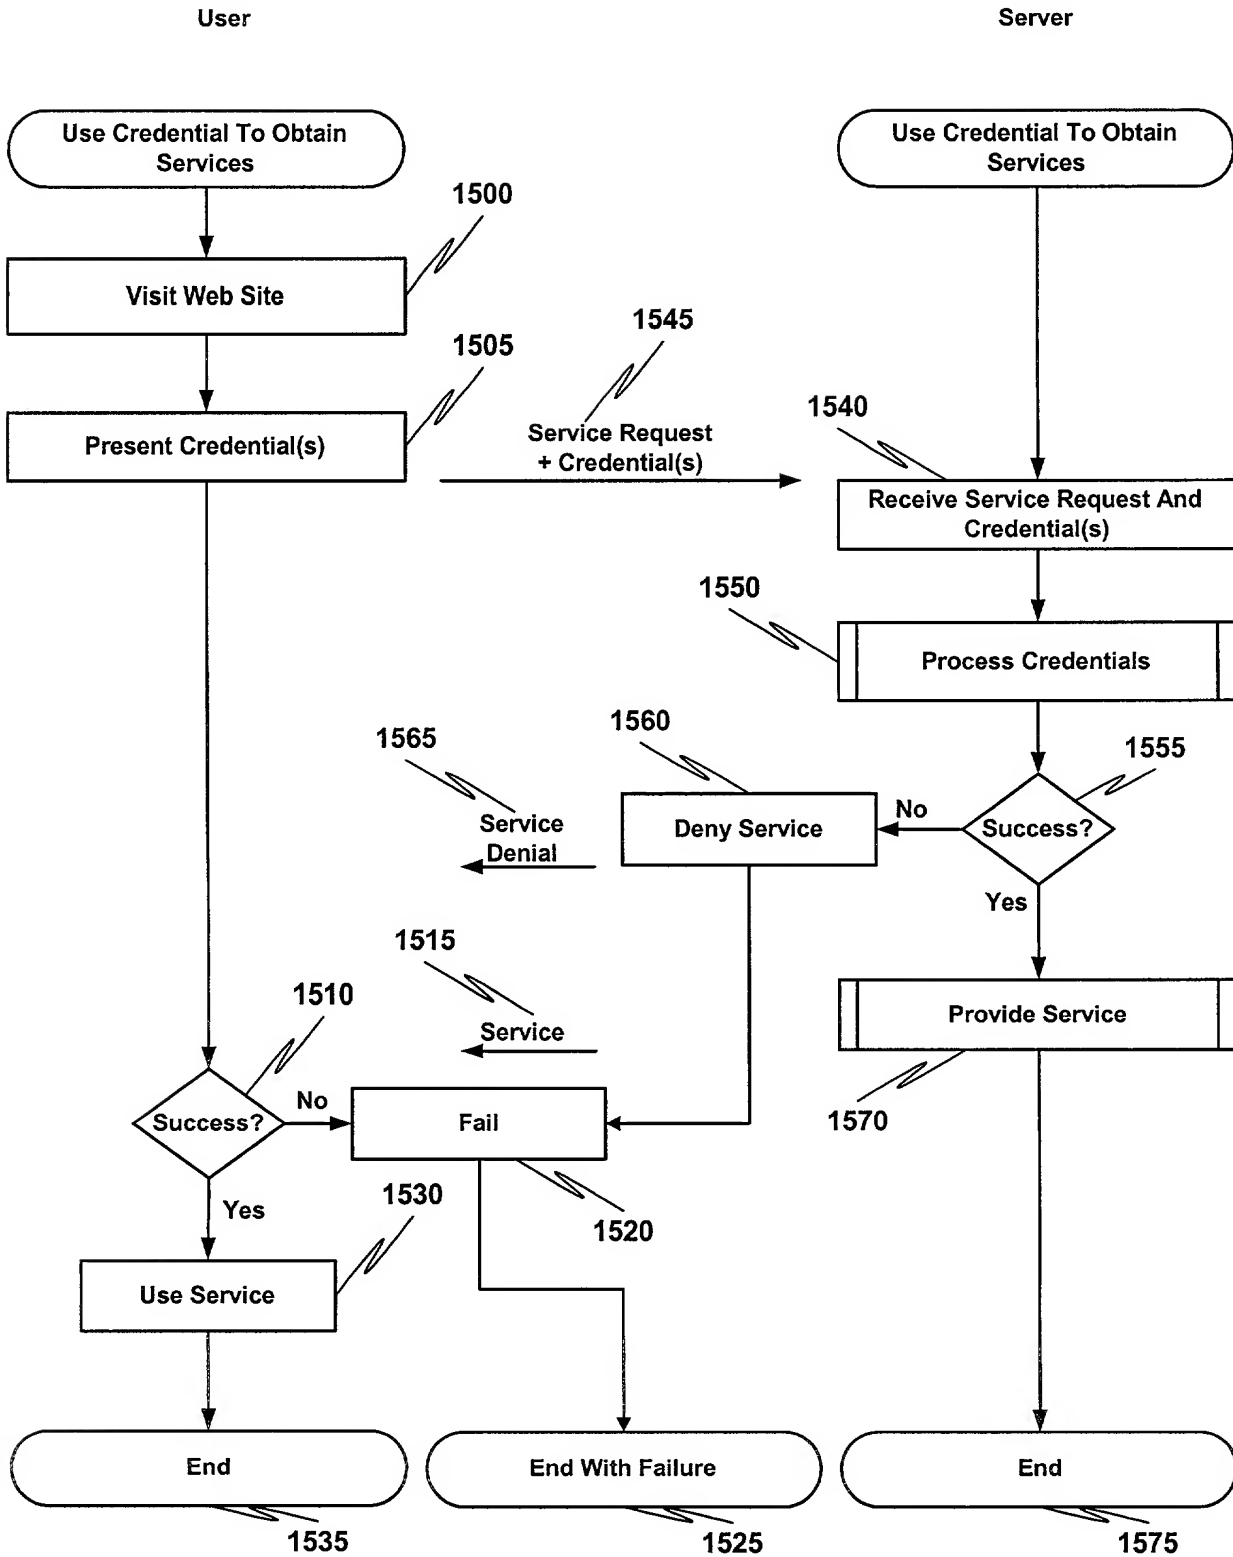 User
Server
Use Credential To Obtain
Services
Use Credential To Obtain
Services
1500
Visit Web Site
1545
1505
Service Request
+ Credential(s)
1540
Present Credential(s)
Receive Service Request And
Credential(s)
1550
Process Credentials
1560
1565
1555
Service
Denial
Deny Service
No
Success?
Yes
1515
Service
1510
Provide Service
1570
Success?
No
Fail
Yes
1530
1520
Use Service
End
End With Failure
End
1535
1525
1575